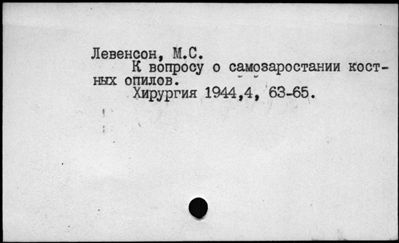 Левенсон, М.С.
К вопросу о самозаростании кост-
ных опилов.
Хирургия 1944,4, 63-65.